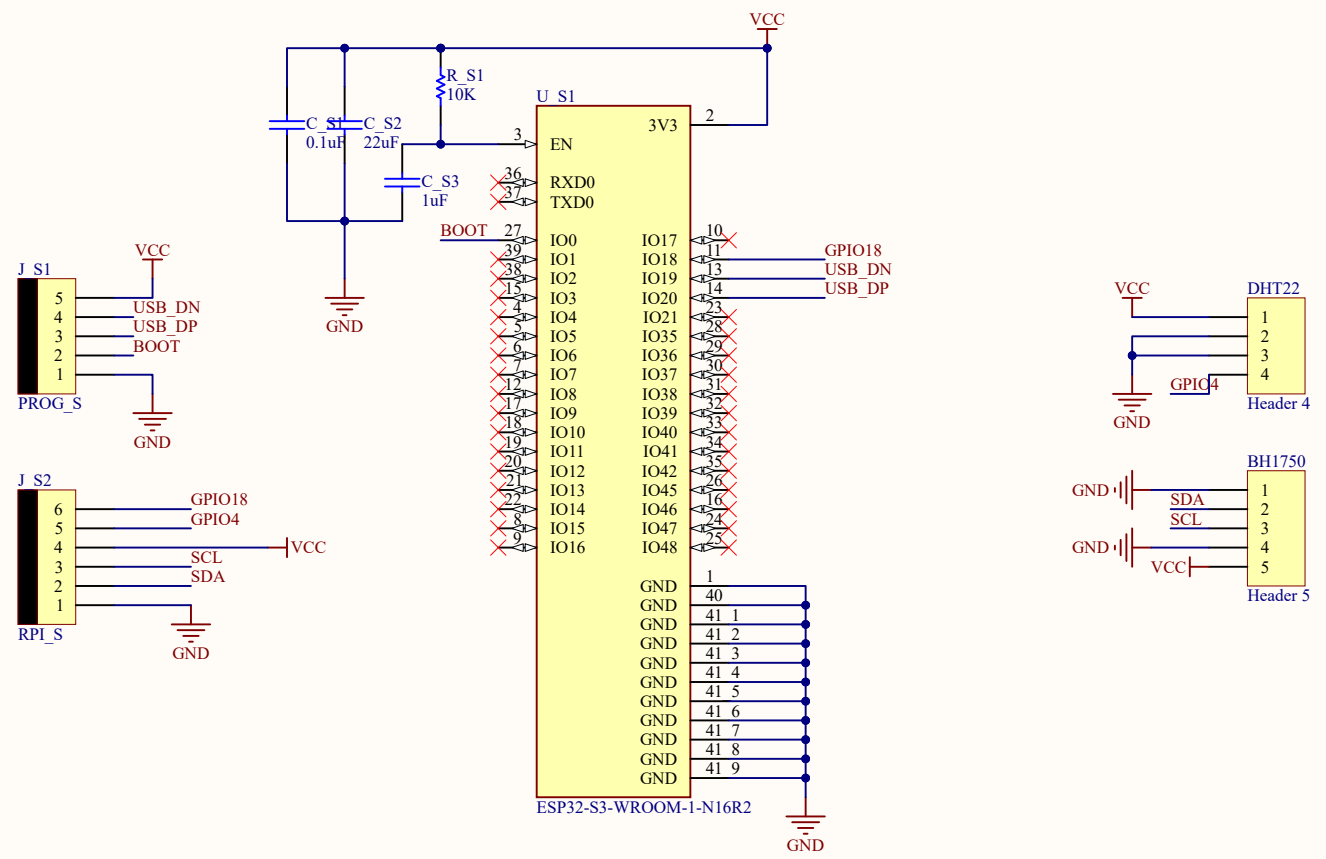 VCC
R_S1
10K
C_S1
0.1uF
C_S2
22uF
C_S3
1uF
GND
U_S1
3 EN
36 RXD0
37 TXD0
BOOT 27 IO0
39 IO1
38 IO2
15 IO3
4 IO4
5 IO5
6 IO6
7 IO7
12 IO8
17 IO9
18 IO10
19 IO11
20 IO12
21 IO13
22 IO14
8 IO15
9 IO16
3V3 2
IO17 10
IO18 11 GPIO18
IO19 13 USB_DN
IO20 14 USB_DP
IO21 23
IO35 28
IO36 29
IO37 30
IO38 31
IO39 32
IO40 33
IO41 34
IO42 35
IO45 26
IO46 16
IO47 24
IO48 25
GND 1
GND 40
GND 41_1
GND 41_2
GND 41_3
GND 41_4
GND 41_5
GND 41_6
GND 41_7
GND 41_8
GND 41_9
ESP32-S3-WROOM-1-N16R2
GND
VCC
J_S1
5
4 USB_DN
3 USB_DP
2 BOOT
1
PROG_S
GND
J_S2
6 GPIO18
5 GPIO4
4 VCC
3 SCL
2 SDA
1
RPI_S
GND
VCC
DHT22
1
2
3
GPIO4 4
Header 4
GND
BH1750
GND 1
SDA 2
SCL 3
GND 4
VCC 5
Header 5